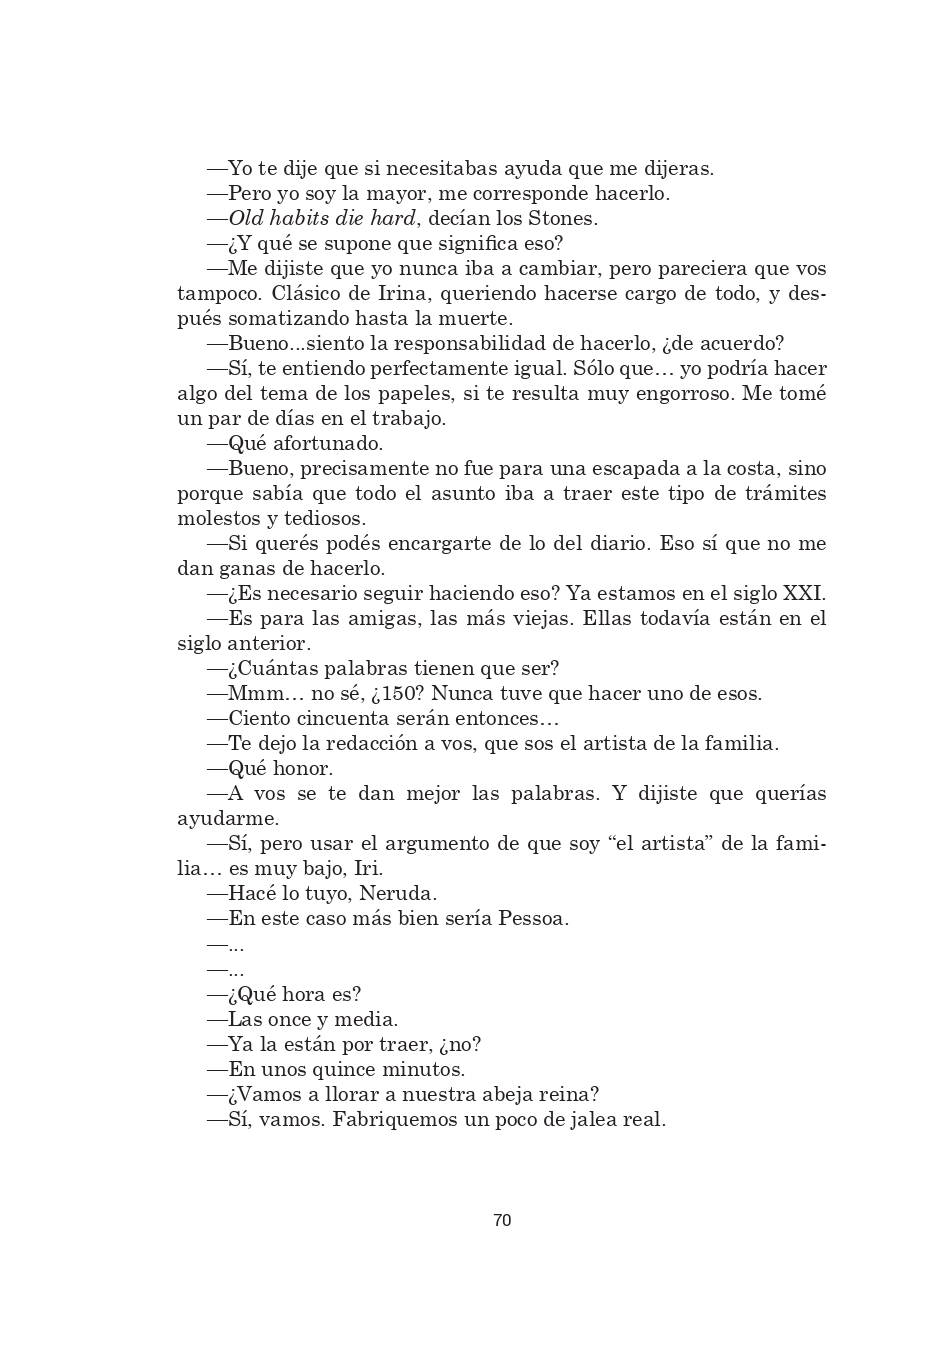 —Yo te dije que si necesitabas ayuda que me dijeras.
—Pero yo soy la mayor, me corresponde hacerlo.
—Old habits die hard, decían los Stones.
—¿Y qué se supone que significa eso?
—Me dijiste que yo nunca iba a cambiar, pero pareciera que vos
tampoco. Clásico de Irina, queriendo hacerse cargo de todo, y des-
pués somatizando hasta la muerte.
—Bueno...siento la responsabilidad de hacerlo, ¿de acuerdo?
—Sí, te entiendo perfectamente igual. Sólo que… yo podría hacer
algo del tema de los papeles, si te resulta muy engorroso. Me tomé
un par de días en el trabajo.
—Qué afortunado.
—Bueno, precisamente no fue para una escapada a la costa, sino
porque sabía que todo el asunto iba a traer este tipo de trámites
molestos y tediosos.
—Si querés podés encargarte de lo del diario. Eso sí que no me
dan ganas de hacerlo.
—¿Es necesario seguir haciendo eso? Ya estamos en el siglo XXI.
—Es para las amigas, las más viejas. Ellas todavía están en el
siglo anterior.
—¿Cuántas palabras tienen que ser?
—Mmm… no sé, ¿150? Nunca tuve que hacer uno de esos.
—Ciento cincuenta serán entonces…
—Te dejo la redacción a vos, que sos el artista de la familia.
—Qué honor.
—A vos se te dan mejor las palabras. Y dijiste que querías
ayudarme.
—Sí, pero usar el argumento de que soy “el artista” de la fami-
lia… es muy bajo, Iri.
—Hacé lo tuyo, Neruda.
—En este caso más bien sería Pessoa.
—...
—...
—¿Qué hora es?
—Las once y media.
—Ya la están por traer, ¿no?
—En unos quince minutos.
—¿Vamos a llorar a nuestra abeja reina?
—Sí, vamos. Fabriquemos un poco de jalea real.
70